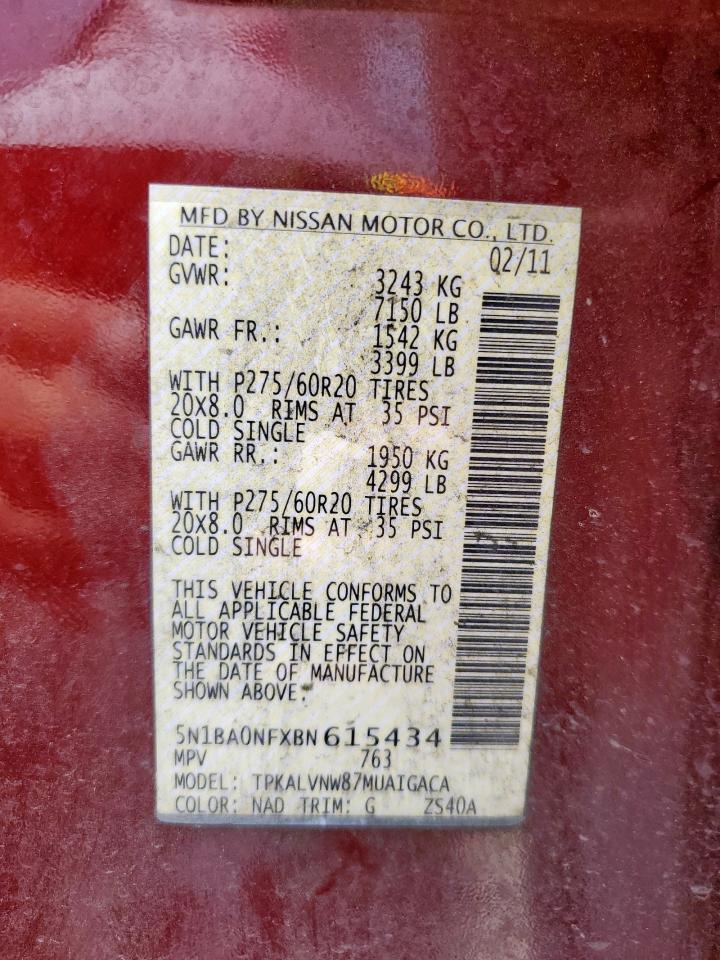 MFD BY NISSAN MOTOR CO., LTD.
DATE: 02/11
GVWR: 3243 KG
7150 LB
GAWR FR.: 1542 KG
3399 LB
WITH P275/60R20 TIRES
20X8.0 RIMS AT 35 PSI
COLD SINGLE
GAWR RR.: 1950 KG
4299 LB
WITH P275/60R20 TIRES
20X8.0 RIMS AT 35 PSI
COLD SINGLE
THIS VEHICLE CONFORMS TO
ALL APPLICABLE FEDERAL
MOTOR VEHICLE SAFETY
STANDARDS IN EFFECT ON
THE DATE OF MANUFACTURE
SHOWN ABOVE.
5N1BA0NFXBN615434
MPV 763
MODEL: TPKALVNW87MUAIGACA
COLOR: NAD TRIM: G ZS40A